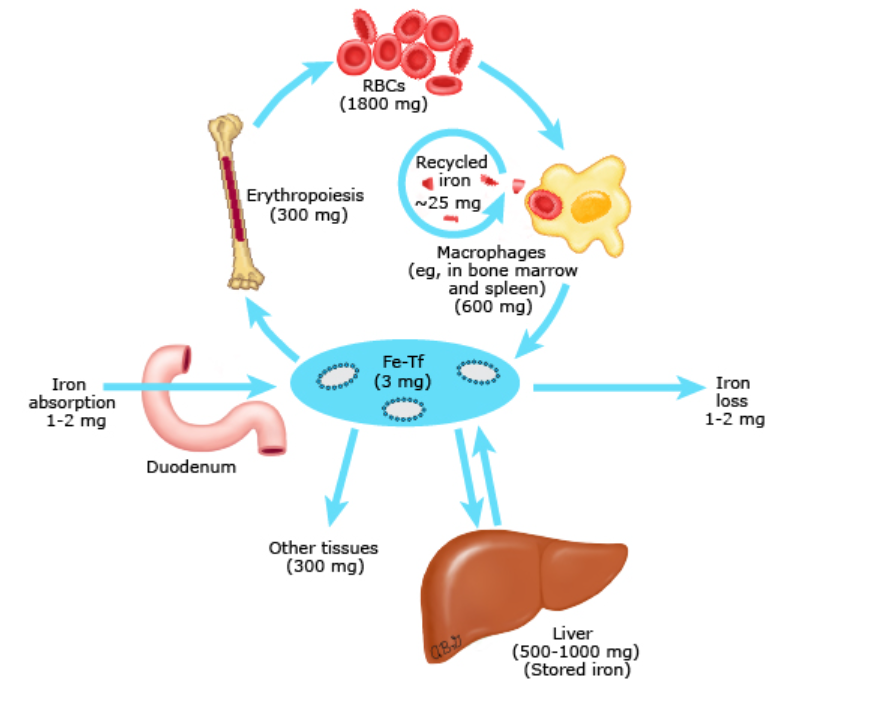 RBCs
(1800 mg)
Recycled
iron
~25 mg
Erythropoiesis
(300 mg)
Macrophages
(eg, in bone marrow
and spleen)
(600 mg)
Fe-Tf
(3 mg)
Iron
absorption
1-2 mg
Iron
loss
1-2 mg
Duodenum
Other tissues
(300 mg)
Liver
(500-1000 mg)
(Stored iron)